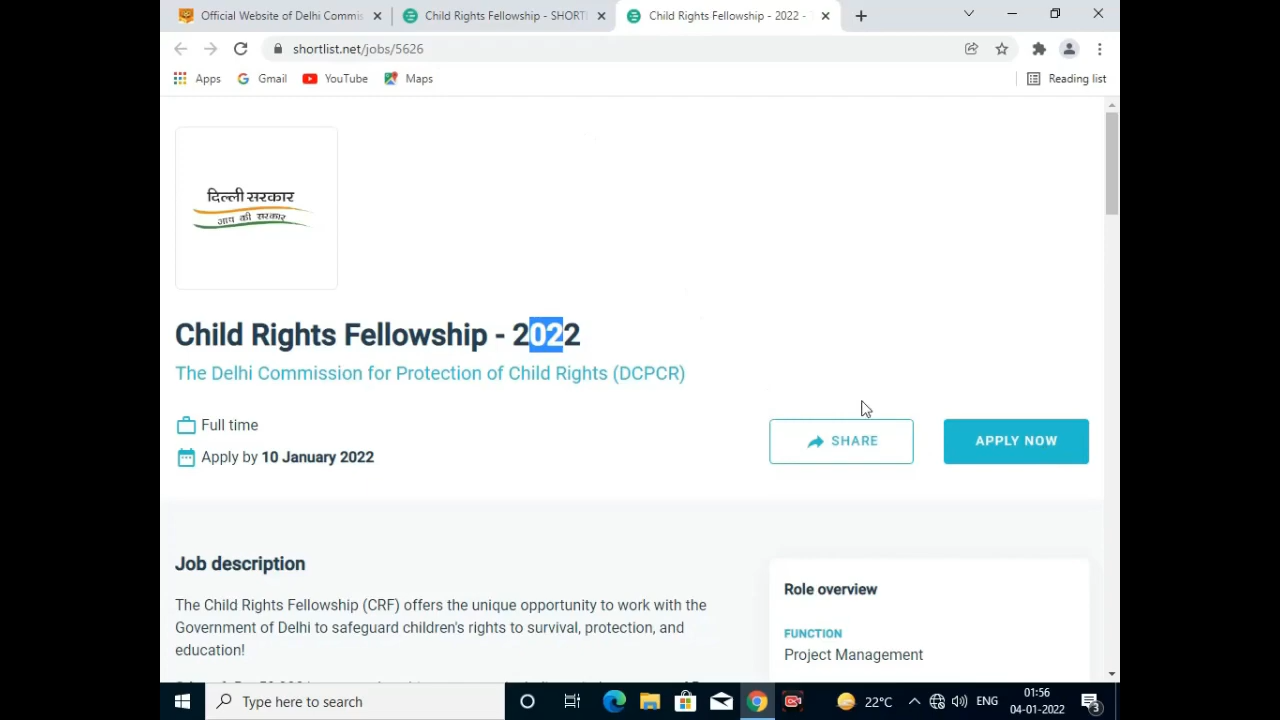 Official Website of Delhi Commis
Child Rights Fellowship - SHORT
Child Rights Fellowship - 2022 -
shortlist.net/jobs/5626
Apps
Gmail
YouTube
Maps
Reading list
दिल्ली सरकार
आप की सरकार
Child Rights Fellowship - 2022
The Delhi Commission for Protection of Child Rights (DCPCR)
Full time
Apply by 10 January 2022
SHARE
APPLY NOW
Job description
The Child Rights Fellowship (CRF) offers the unique opportunity to work with the
Government of Delhi to safeguard children's rights to survival, protection, and
education!
Role overview
FUNCTION
Project Management
Type here to search
22°C
ENG
01:56
04-01-2022
3